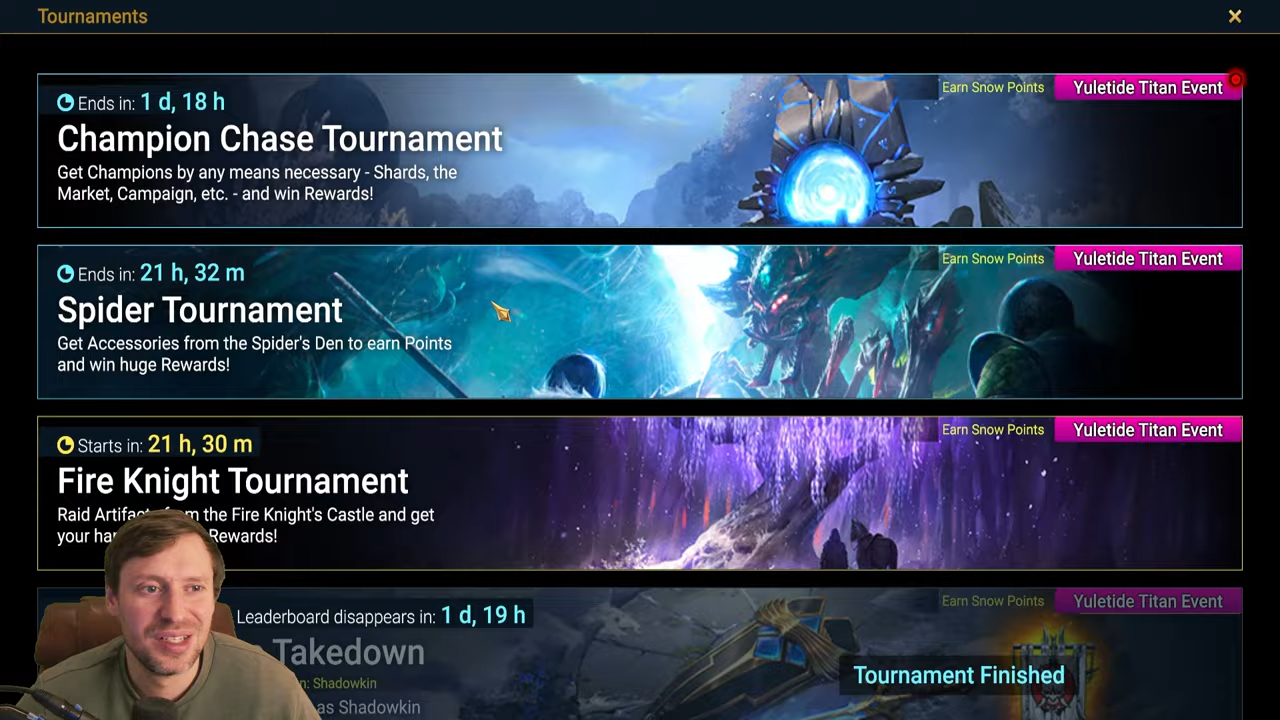 Tournaments
Ends in: 1 d, 18 h
Earn Snow Points
Yuletide Titan Event
Champion Chase Tournament
Get Champions by any means necessary - Shards, the
Market, Campaign, etc. - and win Rewards!
Ends in: 21 h, 32 m
Earn Snow Points
Yuletide Titan Event
Spider Tournament
Get Accessories from the Spider's Den to earn Points
and win huge Rewards!
Starts in: 21 h, 30 m
Earn Snow Points
Yuletide Titan Event
Fire Knight Tournament
Raid the Fire Knight's Castle and get
your Rewards!
Leaderboard disappears in: 1 d, 19 h
Earn Snow Points
Yuletide Titan Event
Takedown
Tournament Finished
Shadowkin
as Shadowkin